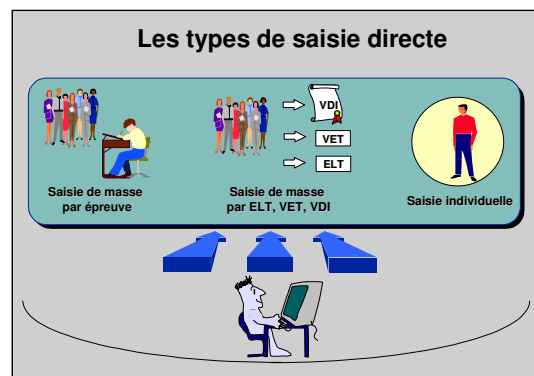 Les types de saisie directe
VDI
VET
ELT
Saisie de masse
par épreuve
Saisie de masse
par ELT, VET, VDI
Saisie individuelle